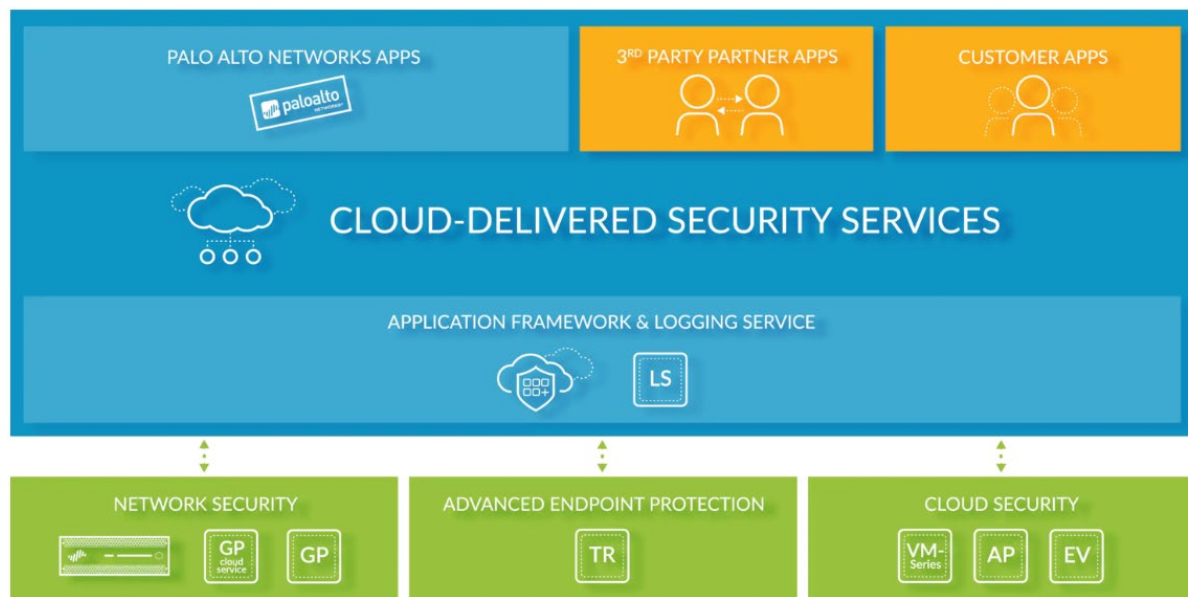 PALO ALTO NETWORKS APPS
paloalto
NETWORKS®
3RD PARTY PARTNER APPS
CUSTOMER APPS
CLOUD-DELIVERED SECURITY SERVICES
APPLICATION FRAMEWORK & LOGGING SERVICE
LS
NETWORK SECURITY
GP
cloud
service
GP
ADVANCED ENDPOINT PROTECTION
TR
CLOUD SECURITY
VM-
Series
AP
EV